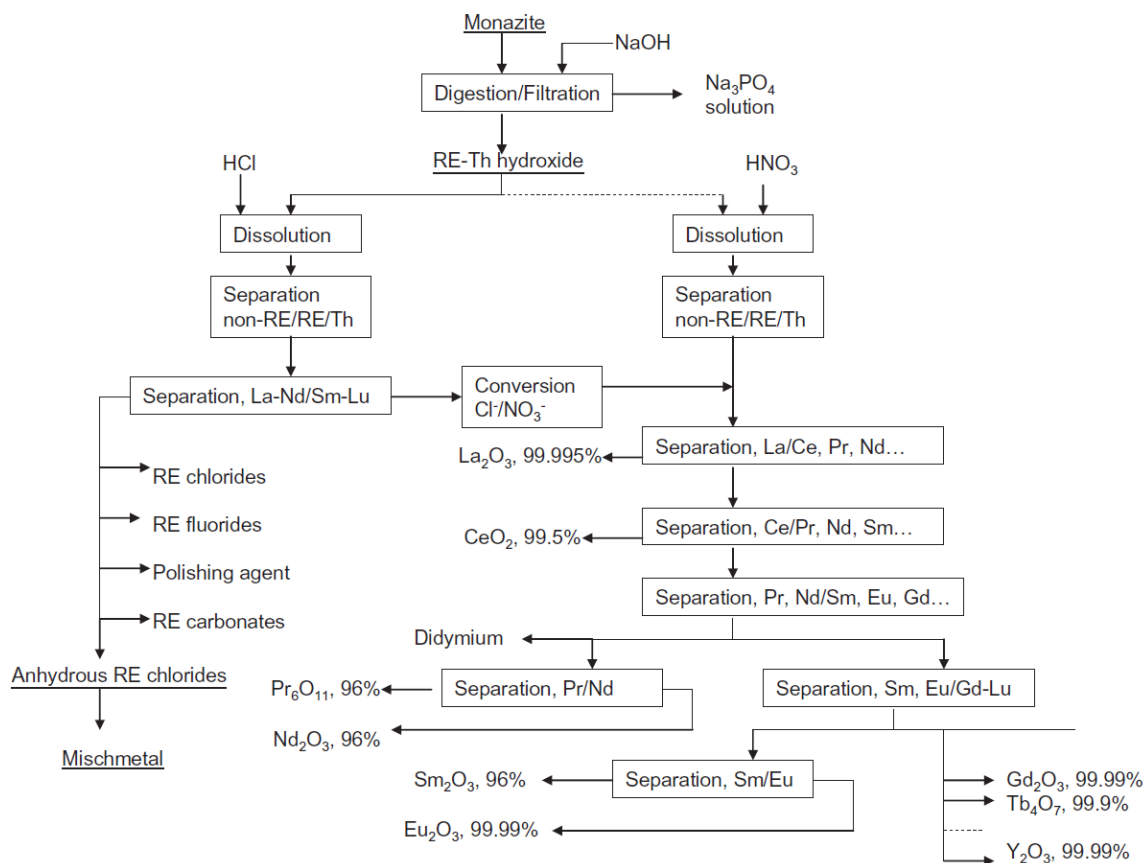 Monazite
NaOH
Digestion/Filtration
Na₃PO₄
solution
RE-Th hydroxide
HCl
HNO₃
Dissolution
Dissolution
Separation
non-RE/RE/Th
Separation
non-RE/RE/Th
Separation, La-Nd/Sm-Lu
Conversion
Cl⁻/NO₃⁻
La₂O₃, 99.995%
Separation, La/Ce, Pr, Nd...
RE chlorides
RE fluorides
CeO₂, 99.5%
Separation, Ce/Pr, Nd, Sm...
Polishing agent
Separation, Pr, Nd/Sm, Eu, Gd...
RE carbonates
Didymium
Anhydrous RE chlorides
Pr₆O₁₁, 96%
Separation, Pr/Nd
Separation, Sm, Eu/Gd-Lu
Nd₂O₃, 96%
Mischmetal
Sm₂O₃, 96%
Separation, Sm/Eu
Gd₂O₃, 99.99%
Tb₄O₇, 99.9%
Eu₂O₃, 99.99%
Y₂O₃, 99.99%